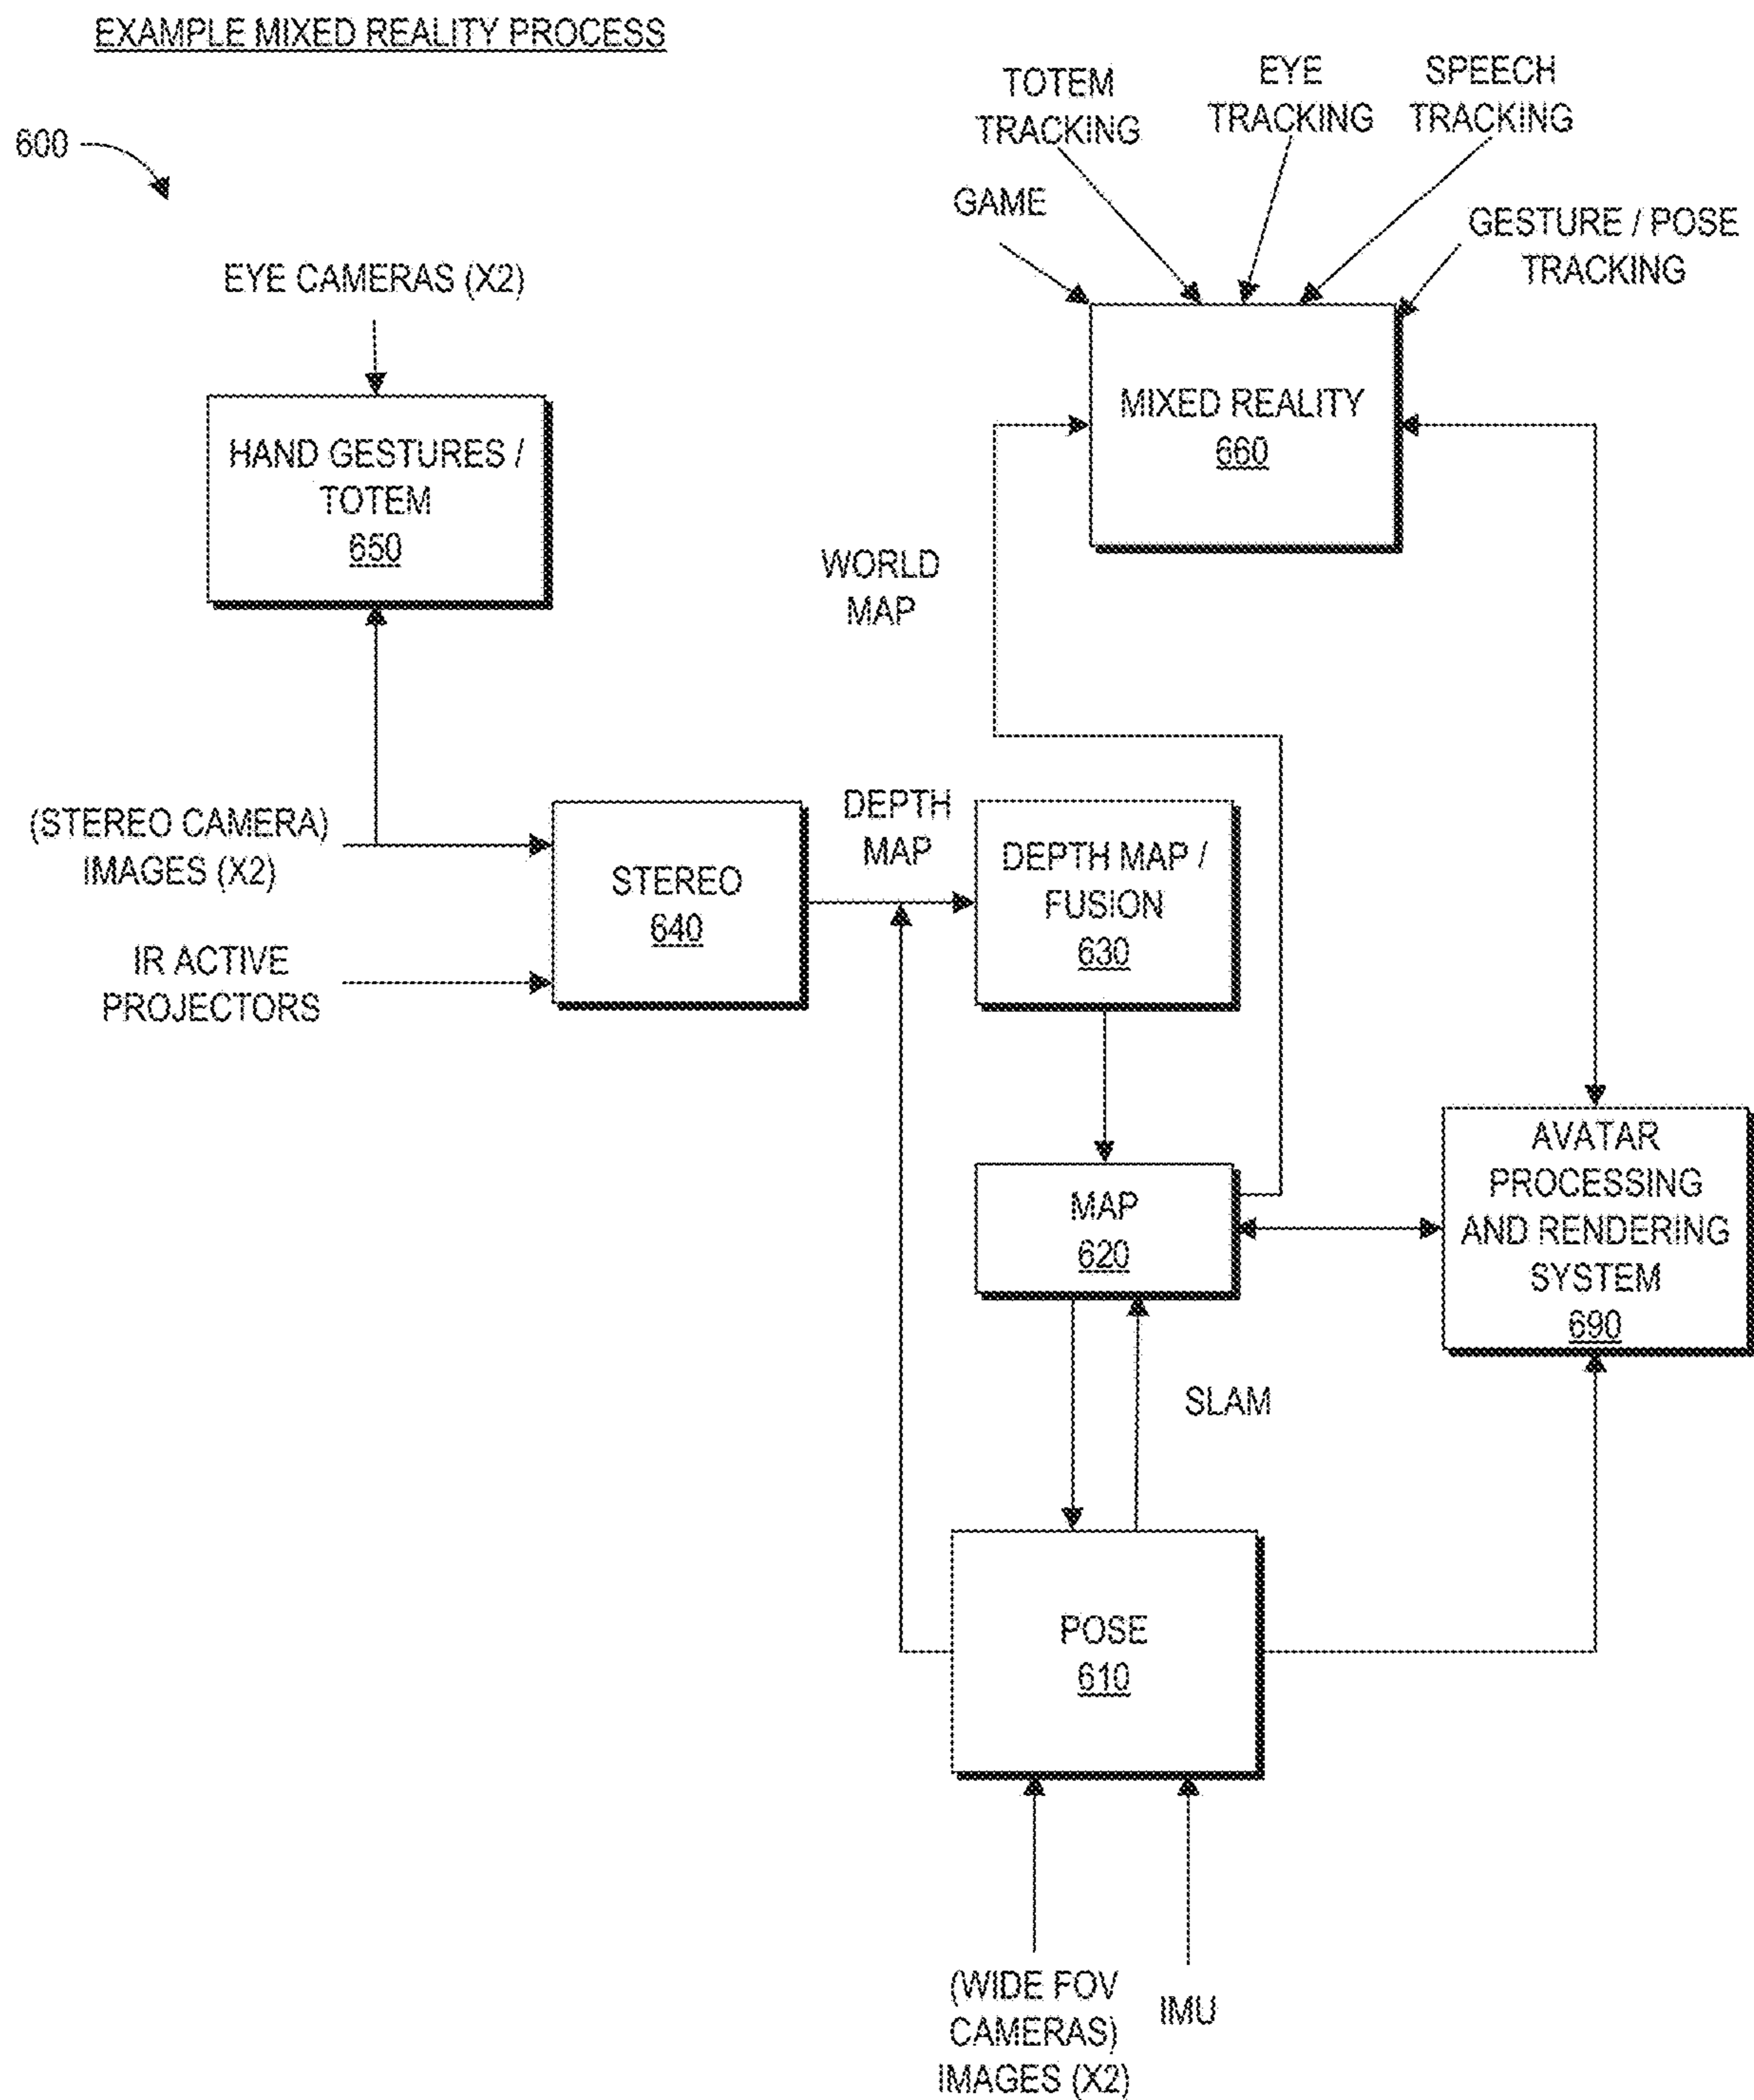 EXAMPLE MIXED REALITY PROCESS
600
TOTEM
TRACKING
EYE
TRACKING
SPEECH
TRACKING
GAME
GESTURE / POSE
TRACKING
EYE CAMERAS (X2)
HAND GESTURES /
TOTEM
650
MIXED REALITY
660
WORLD
MAP
(STEREO CAMERA)
IMAGES (X2)
IR ACTIVE
PROJECTORS
STEREO
640
DEPTH
MAP
DEPTH MAP /
FUSION
630
MAP
620
AVATAR
PROCESSING
AND RENDERING
SYSTEM
690
SLAM
POSE
610
(WIDE FOV
CAMERAS)
IMAGES (X2)
IMU